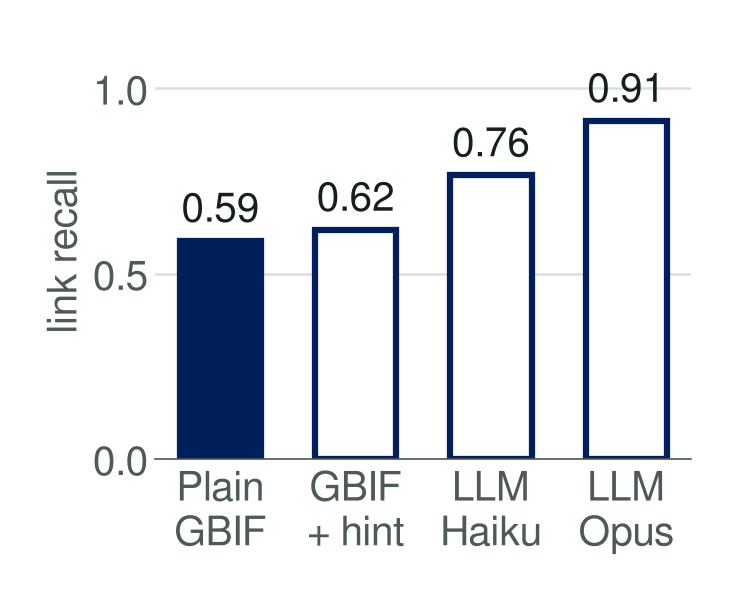 link recall
1.0
0.5
0.0
0.59
0.62
0.76
0.91
Plain
GBIF
GBIF
+ hint
LLM
Haiku
LLM
Opus